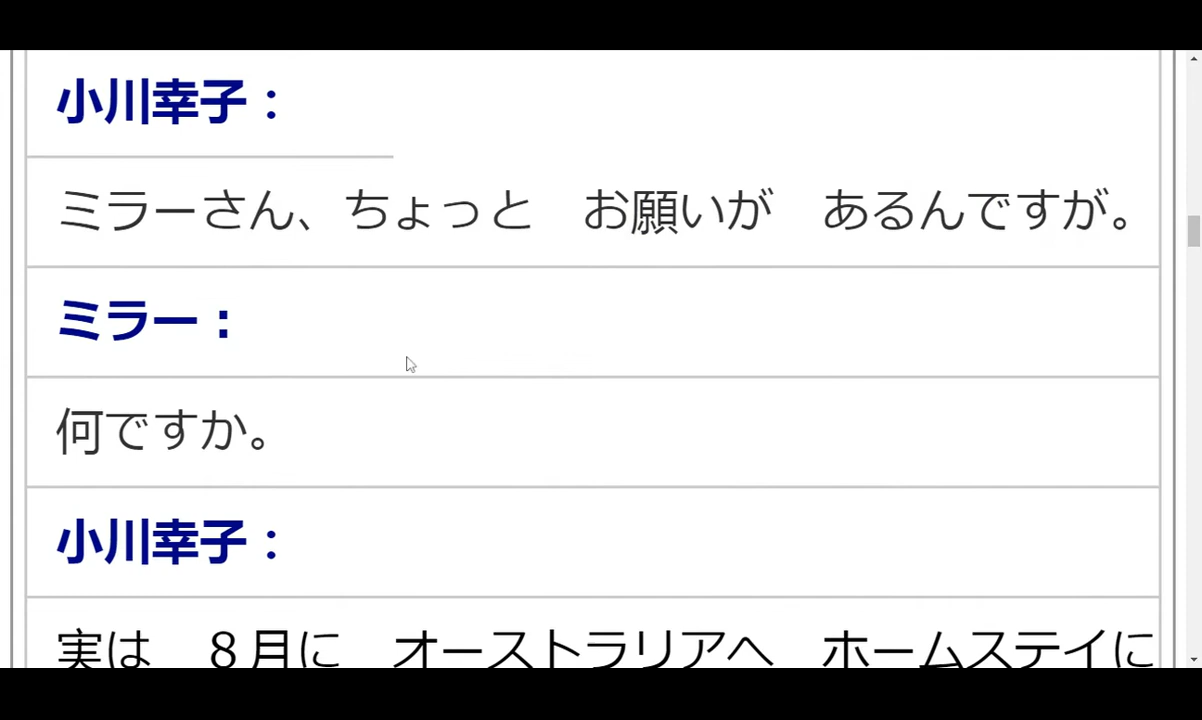 小川幸子：
ミラーさん、ちょっと　お願いが　あるんですが。
ミラー：
何ですか。
小川幸子：
実は　８月に　オーストラリアへ　ホームステイに